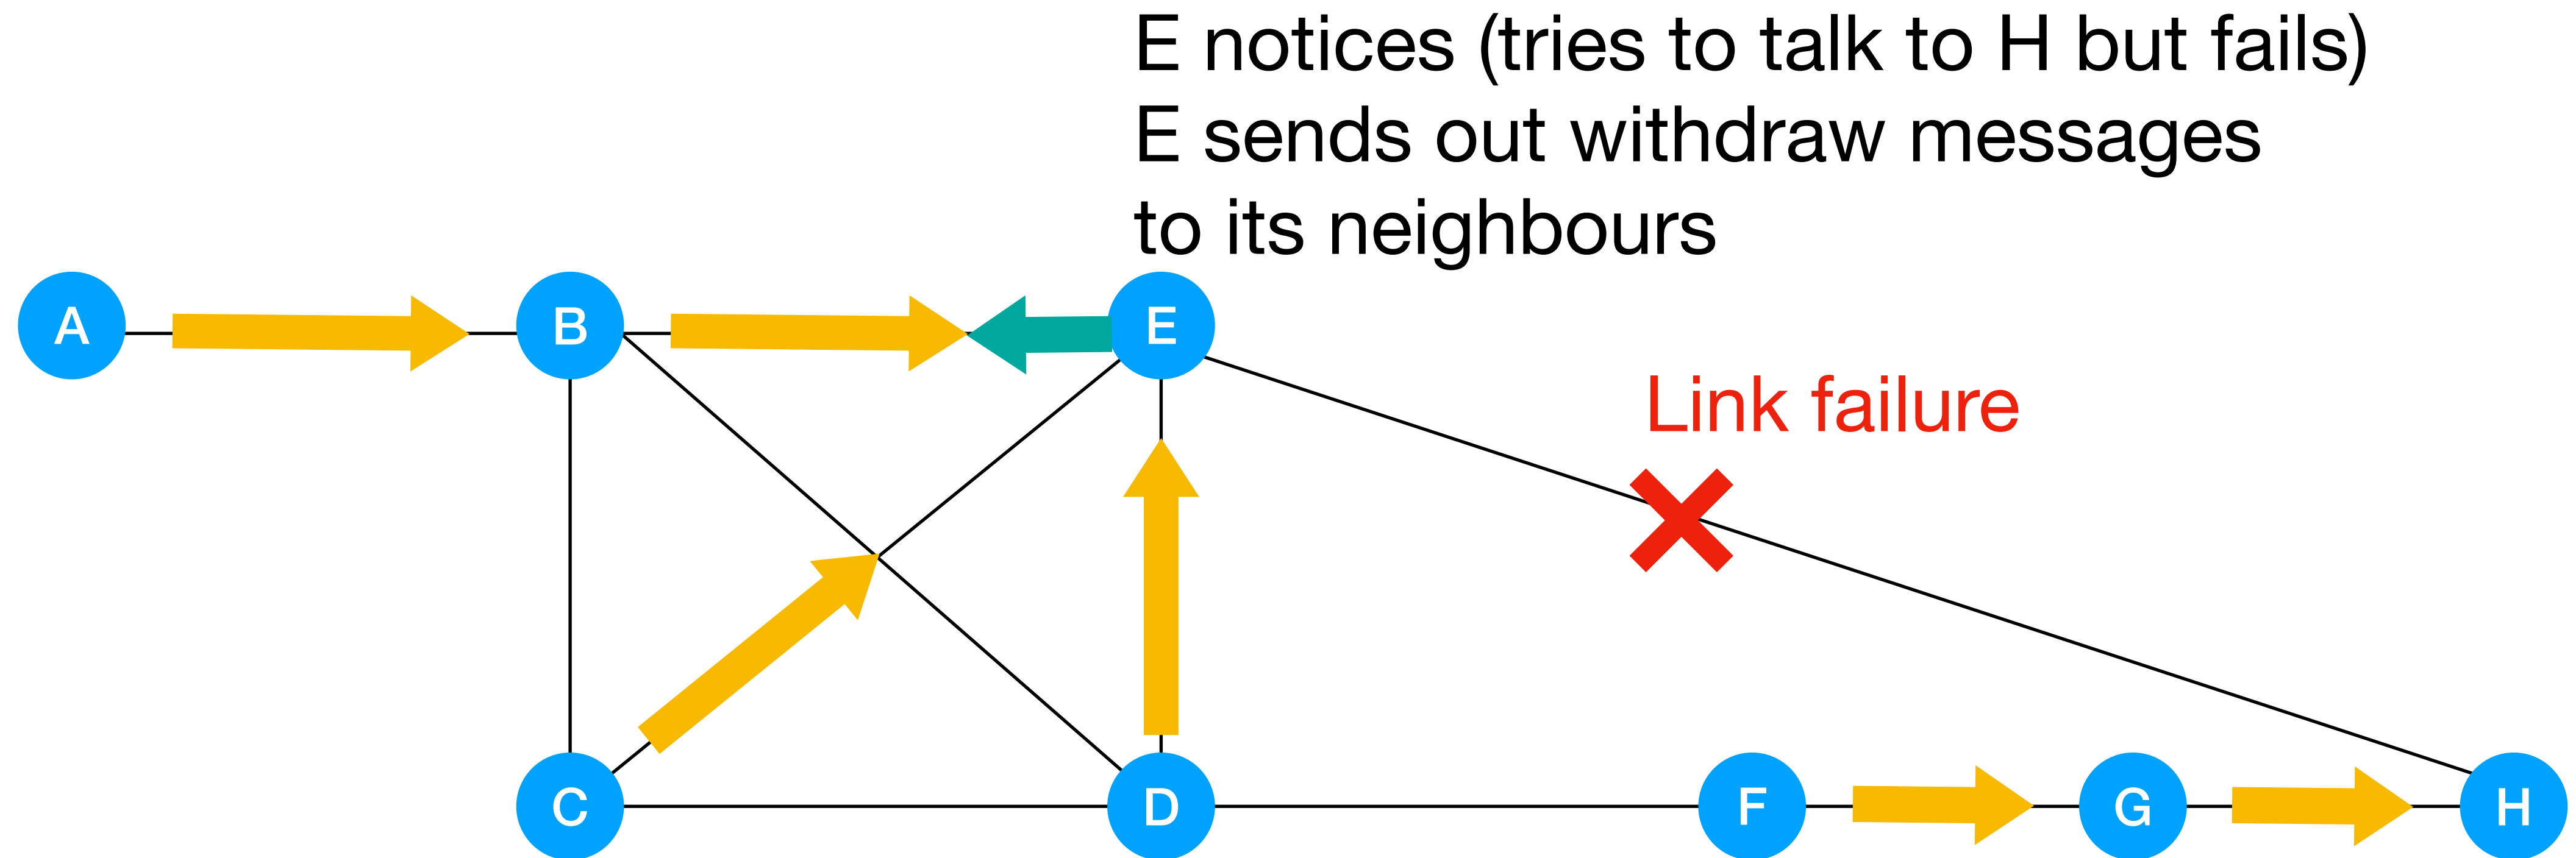 E notices (tries to talk to H but fails)
E sends out withdraw messages
to its neighbours
A
B
E
Link failure
C
D
F
G
H